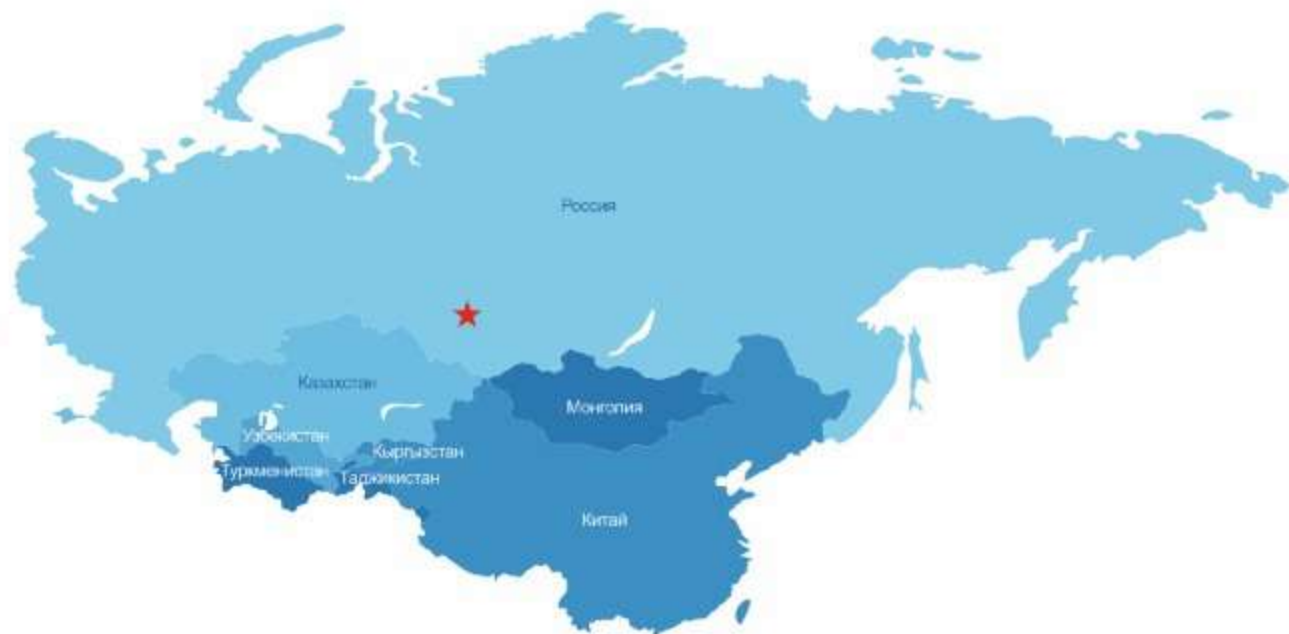 Россия
Казахстан
Монголия
Узбекистан
Кыргызстан
Туркменистан
Таджикистан
Китай